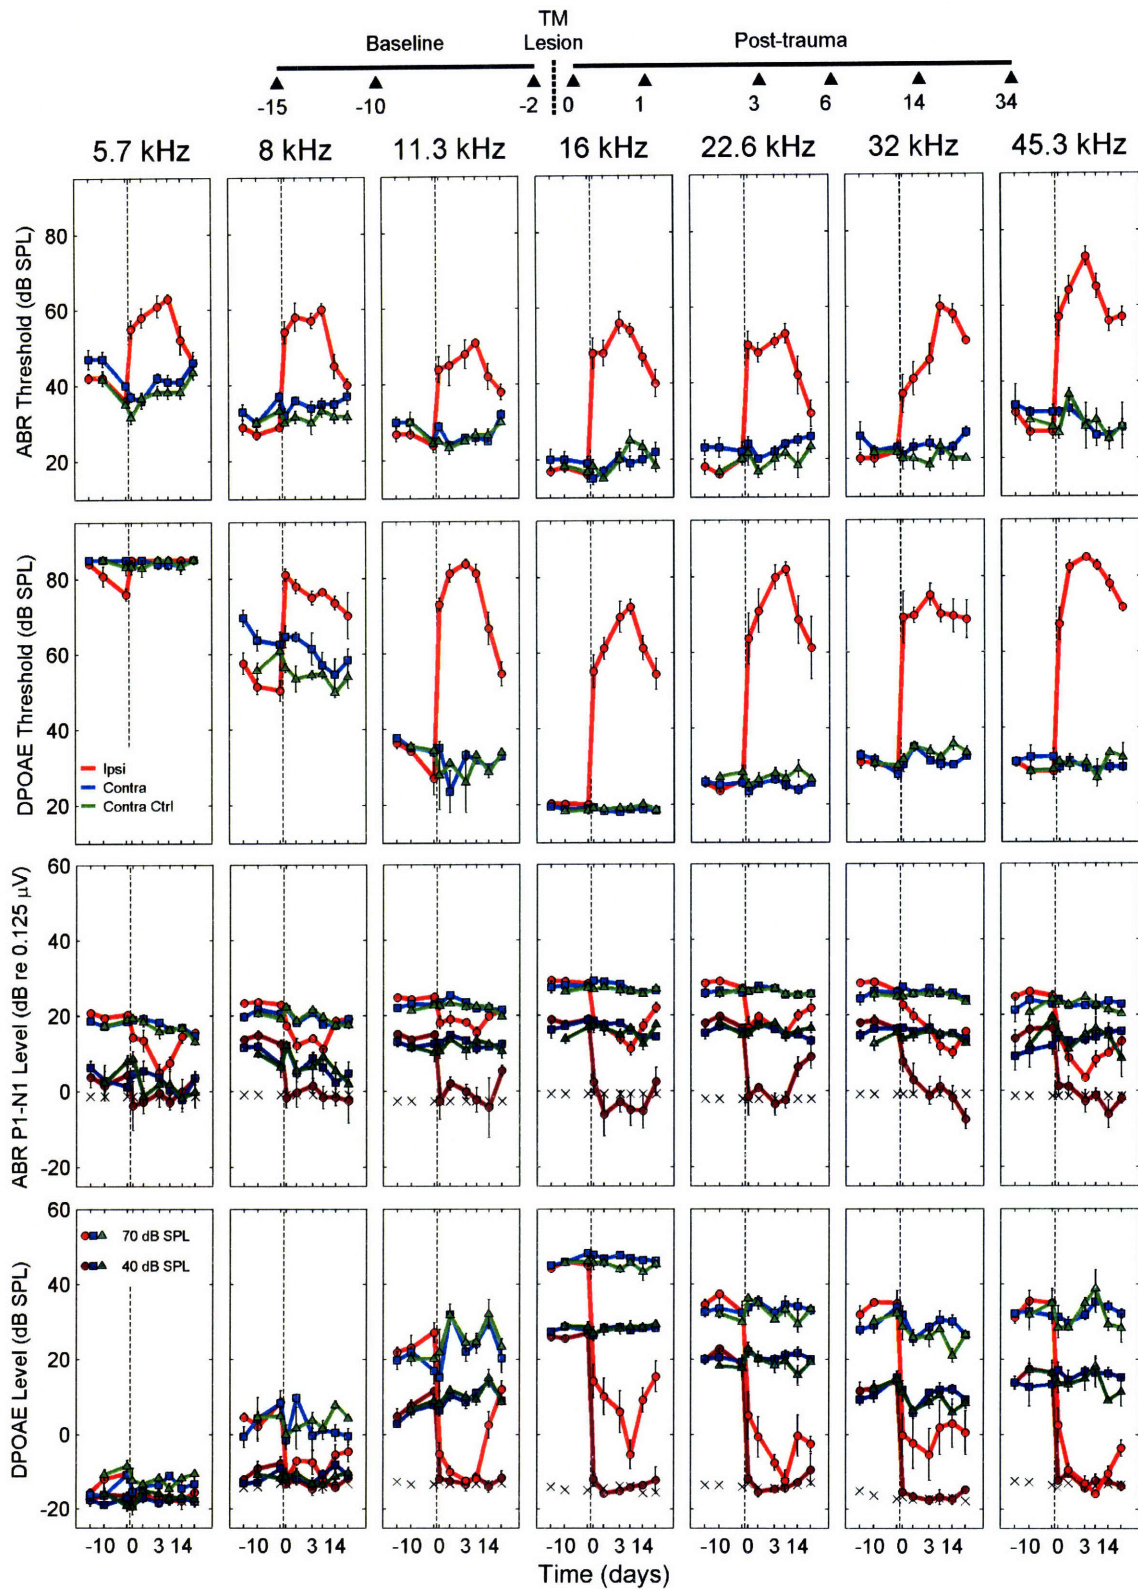 TM
Baseline Lesion Post-trauma
-15 -10 -2 0 1 3 6 14 34
5.7 kHz 8 kHz 11.3 kHz 16 kHz 22.6 kHz 32 kHz 45.3 kHz
ABR Threshold (dB SPL)
80
60
40
20
DPOAE Threshold (dB SPL)
80
60
40
20
Ipsi
Contra
Contra Ctrl
ABR P1-N1 Level (dB re 0.125 µV)
60
40
20
0
-20
DPOAE Level (dB SPL)
60
40
20
0
-20
70 dB SPL
40 dB SPL
-10 0 3 14 -10 0 3 14 -10 0 3 14 -10 0 3 14 -10 0 3 14 -10 0 3 14 -10 0 3 14
Time (days)